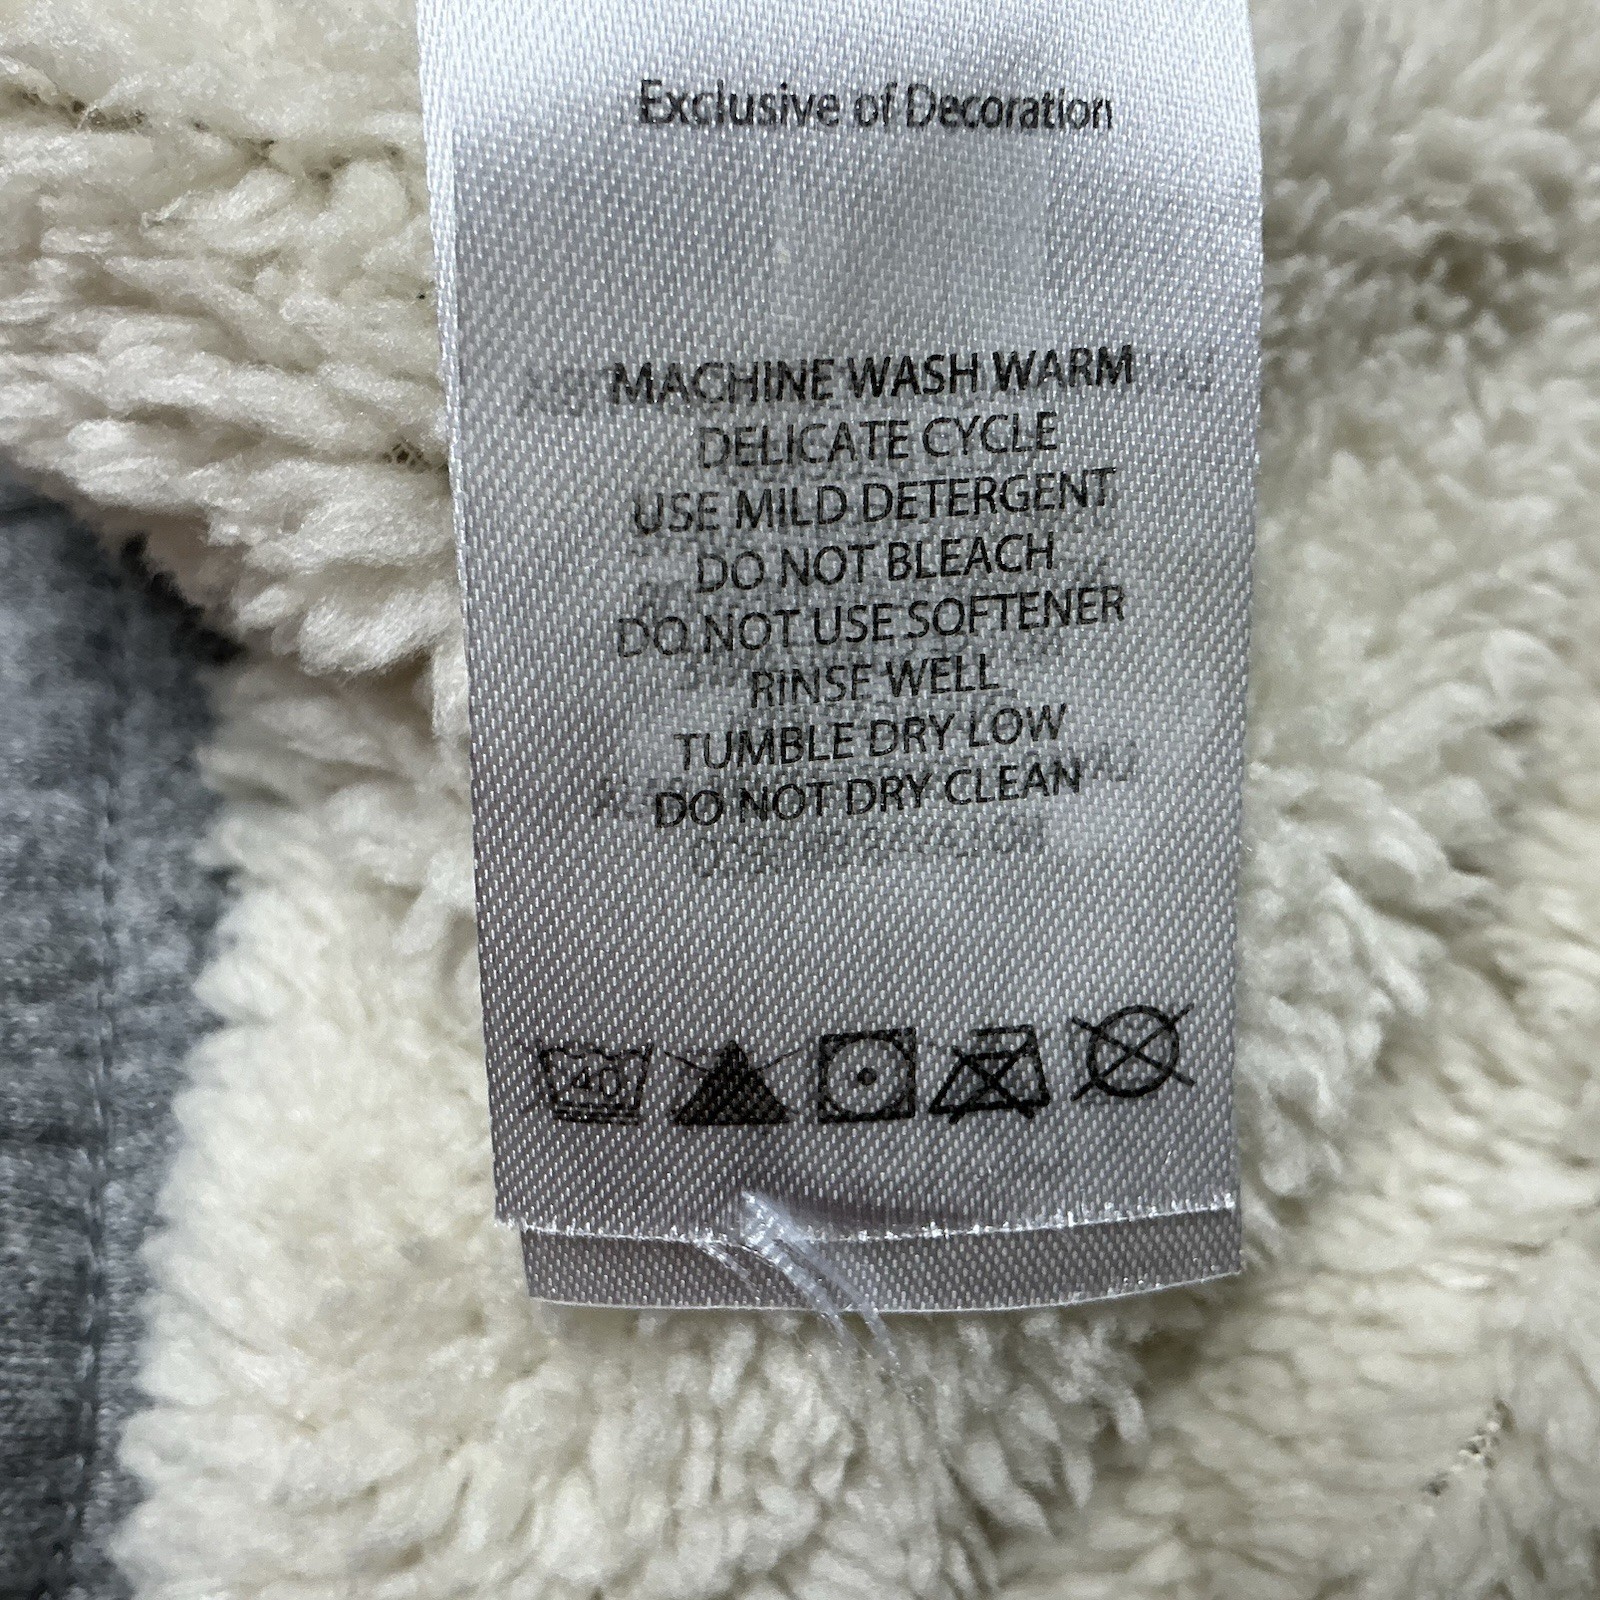 Exclusive of Decoration
MACHINE WASH WARM
DELICATE CYCLE
USE MILD DETERGENT
DO NOT BLEACH
DO NOT USE SOFTENER
RINSE WELL
TUMBLE DRY LOW
DO NOT DRY CLEAN
40